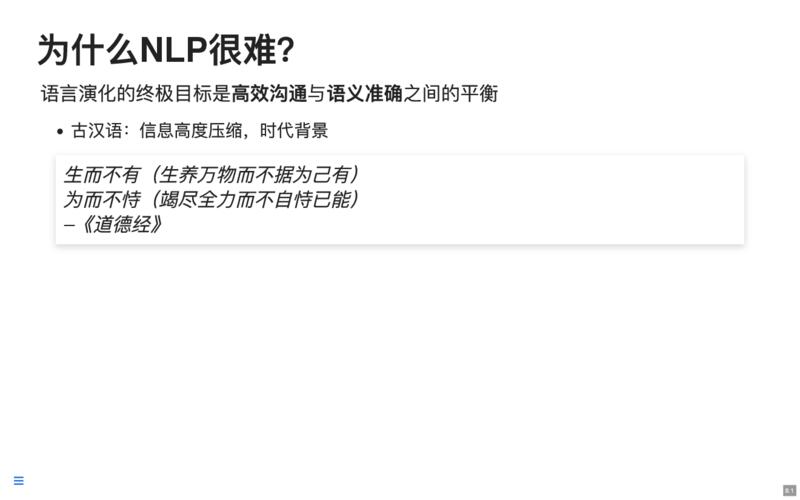 为什么NLP很难?
语言演化的终极目标是高效沟通与语义准确之间的平衡
• 古汉语：信息高度压缩，时代背景
生而不有（生养万物而不据为己有）
为而不恃（竭尽全力而不自恃已能）
–《道德经》
8.1